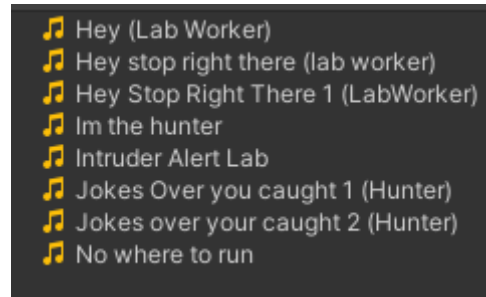 Hey (Lab Worker)
Hey stop right there (lab worker)
Hey Stop Right There 1 (LabWorker)
Im the hunter
Intruder Alert Lab
Jokes Over you caught 1 (Hunter)
Jokes over your caught 2 (Hunter)
No where to run